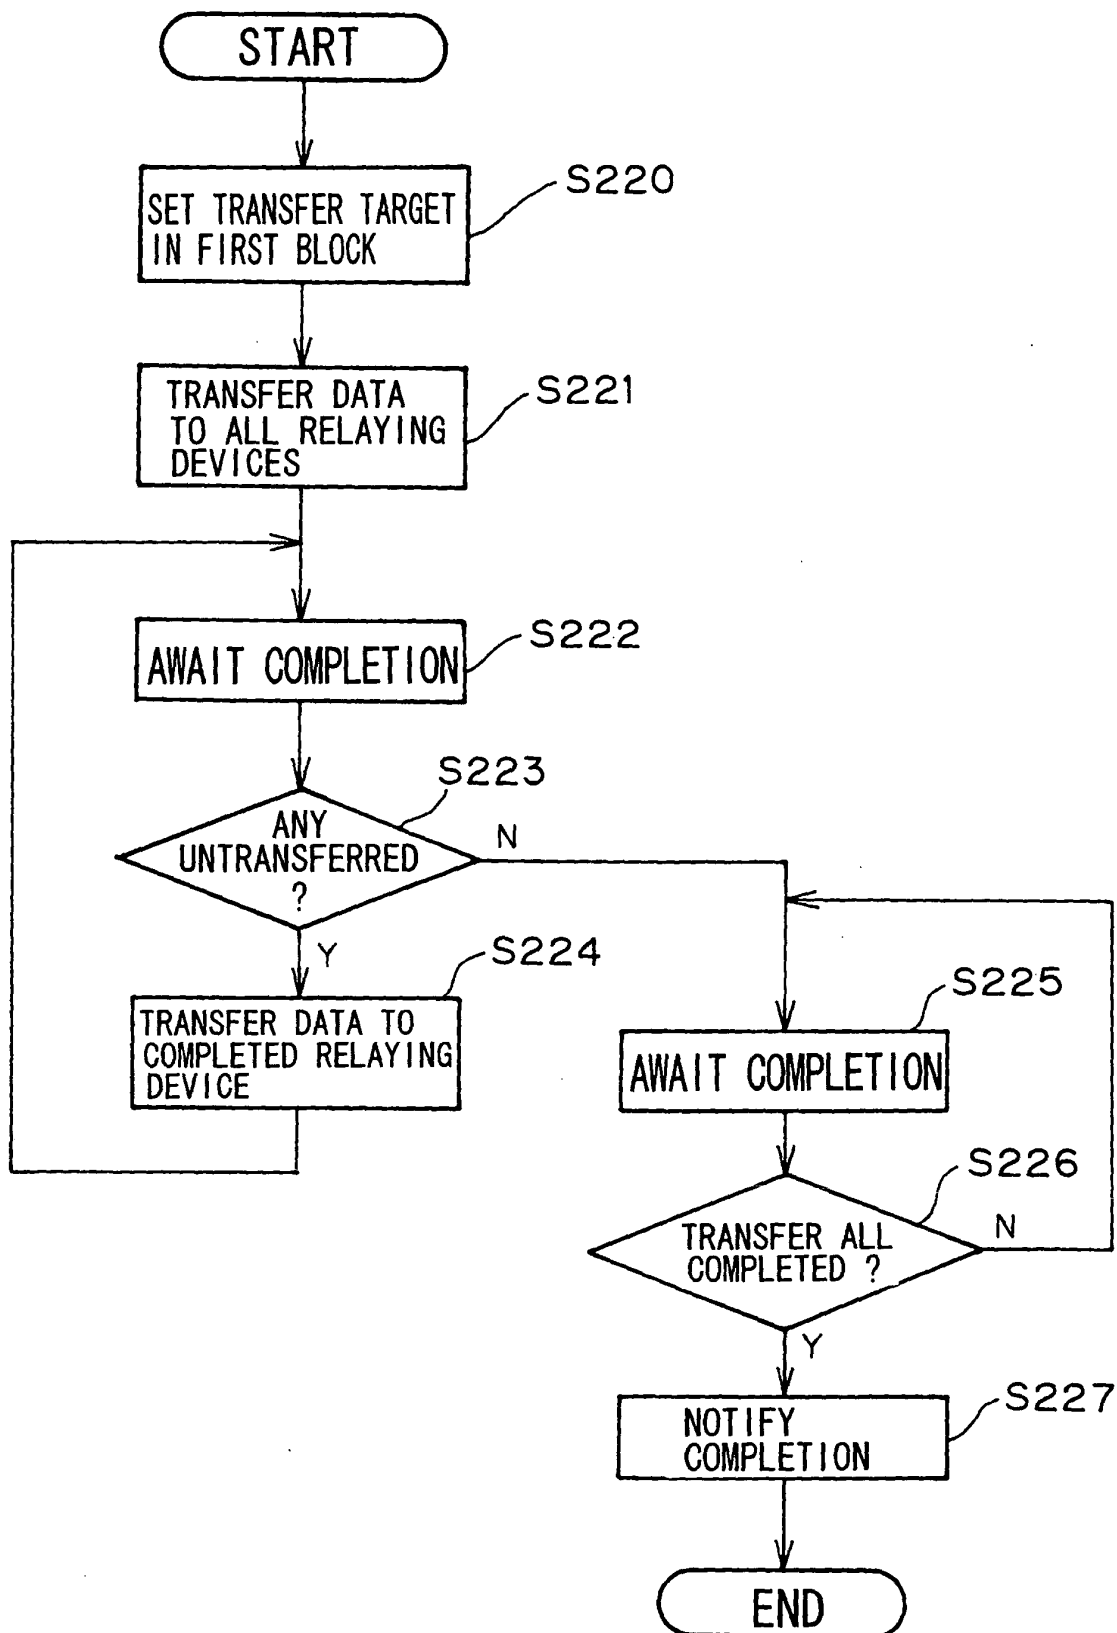 START
S220
SET TRANSFER TARGET
IN FIRST BLOCK
S221
TRANSFER DATA
TO ALL RELAYING
DEVICES
S222
AWAIT COMPLETION
S223
ANY
UNTRANSFERRED
?
N
Y
S224
TRANSFER DATA TO
COMPLETED RELAYING
DEVICE
S225
AWAIT COMPLETION
S226
TRANSFER ALL
COMPLETED ?
N
Y
S227
NOTIFY
COMPLETION
END